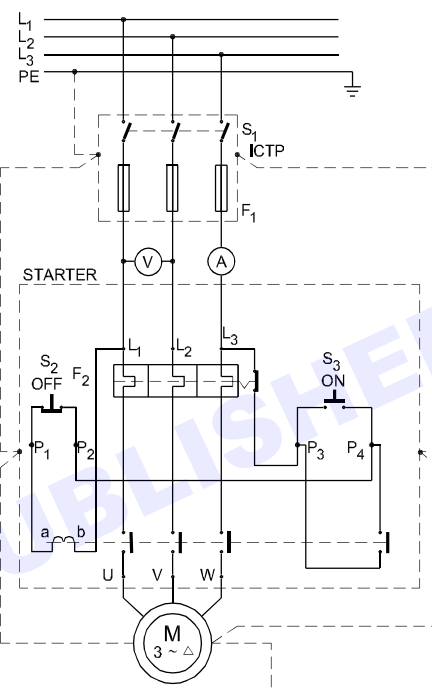 L1
L2
L3
PE
S1
ICTP
F1
V A
STARTER
L1 L2 L3
S2
OFF
F2
S3
ON
P1 P2 P3 P4
a b
U V W
M
3 ~ △
UBLISHE